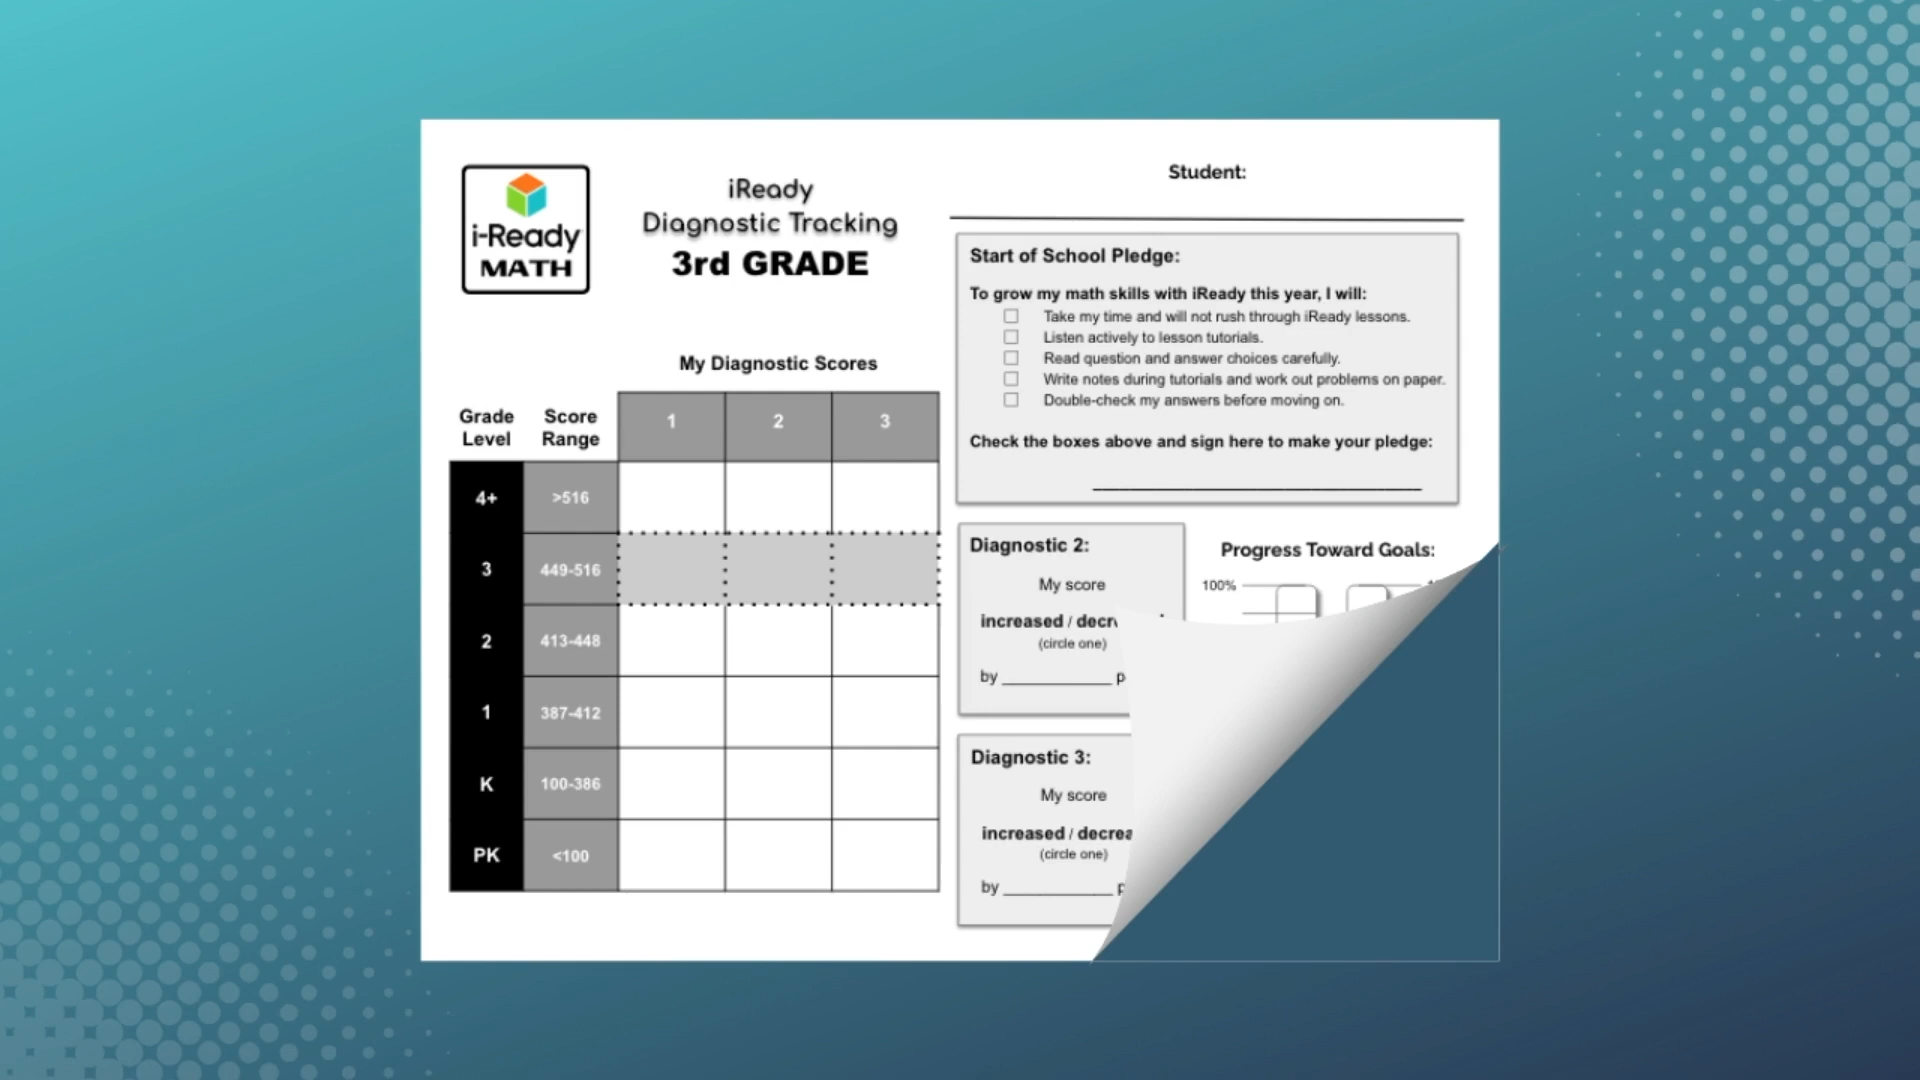 i-Ready
MATH
iReady
Diagnostic Tracking
3rd GRADE
My Diagnostic Scores
Grade Level
Score Range
1
2
3
4+ >516
3 449-516
2 413-448
1 387-412
K 100-386
PK <100
Student:
Start of School Pledge:
To grow my math skills with iReady this year, I will:
Take my time and will not rush through iReady lessons.
Listen actively to lesson tutorials.
Read question and answer choices carefully.
Write notes during tutorials and work out problems on paper.
Double-check my answers before moving on.
Check the boxes above and sign here to make your pledge:
Diagnostic 2:
My score
increased /
(circle one)
by
Progress Toward Goals:
100%
Diagnostic 3:
My score
increased /
(circle one)
by